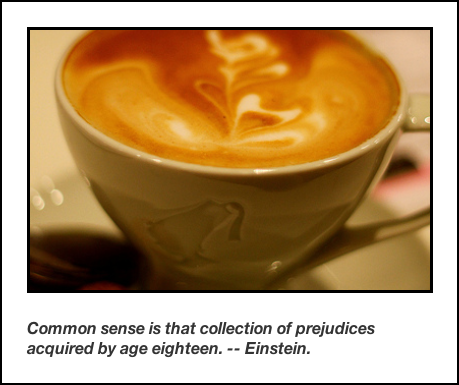 Common sense is that collection of prejudices
acquired by age eighteen. -- Einstein.